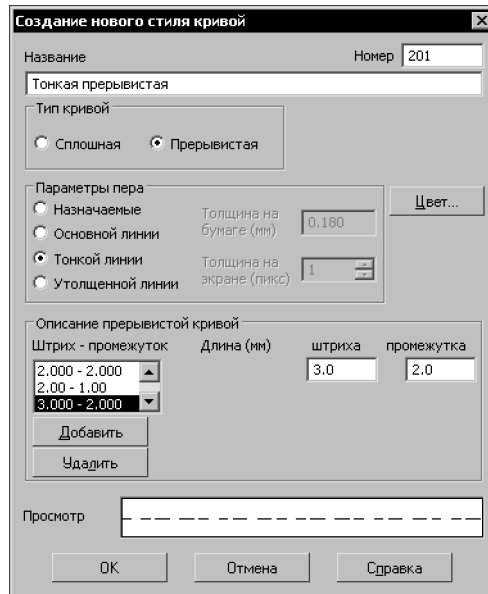 Создание нового стиля кривой
Название Номер 201
Тонкая прерывистая
Тип кривой
Сплошная Прерывистая
Параметры пера
Назначаемые
Основной линии
Тонкой линии
Утолщенной линии
Толщина на бумаге (мм) 0.180
Толщина на экране (пикс) 1
Цвет...
Описание прерывистой кривой
Штрих - промежуток Длина (мм) штриха промежутка
2.000 - 2.000 3.0 2.0
2.00 - 1.00
3.000 - 2.000
Добавить
Удалить
Просмотр
OK Отмена Справка